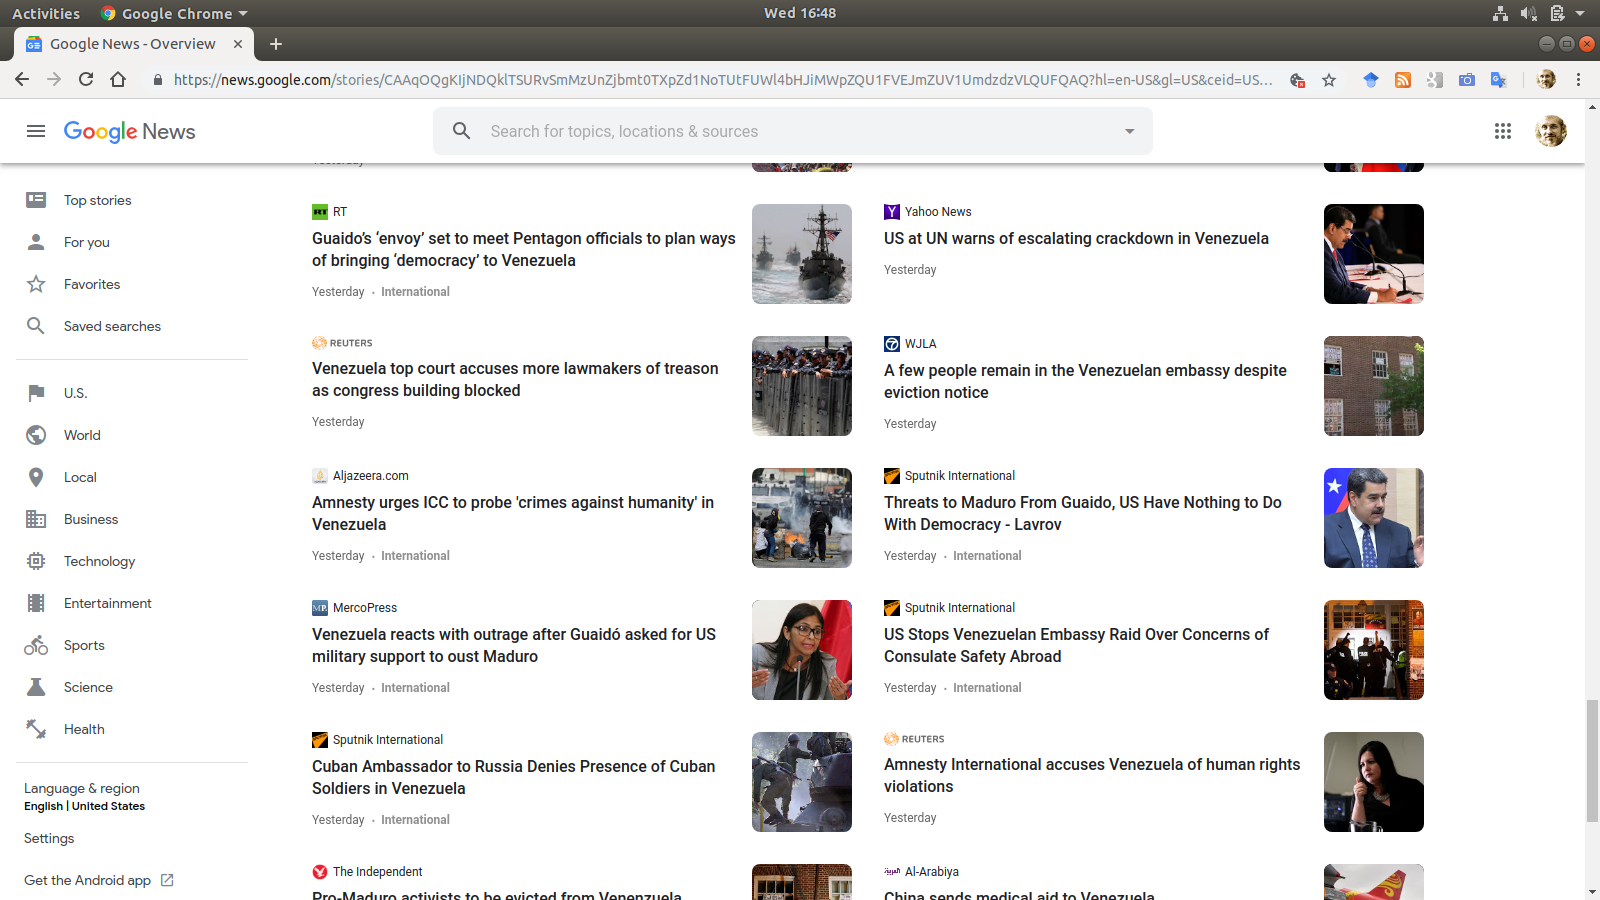 Activities
Google Chrome
Wed 16:48
Google News - Overview
https://news.google.com/stories/CAAqOQgKIjNDQklTSURvSmMzUnZjbmt0TXpZd1NoTUtFUWl4bHJiMWpZQU1FVEJmZUV1UmdzdzVLQUFQAQ?hl=en-US&gl=US&ceid=US...
Google News
Search for topics, locations & sources
Top stories
For you
Favorites
Saved searches
U.S.
World
Local
Business
Technology
Entertainment
Sports
Science
Health
Language & region
English | United States
Settings
Get the Android app
Yesterday
RT RT
Guaido’s ‘envoy’ set to meet Pentagon officials to plan ways
of bringing ‘democracy’ to Venezuela
Yesterday · International
Yahoo News
US at UN warns of escalating crackdown in Venezuela
Yesterday
REUTERS
Venezuela top court accuses more lawmakers of treason
as congress building blocked
Yesterday
WJLA
A few people remain in the Venezuelan embassy despite
eviction notice
Yesterday
Aljazeera.com
Amnesty urges ICC to probe 'crimes against humanity' in
Venezuela
Yesterday · International
Sputnik International
Threats to Maduro From Guaido, US Have Nothing to Do
With Democracy - Lavrov
Yesterday · International
MP. MercoPress
Venezuela reacts with outrage after Guaidó asked for US
military support to oust Maduro
Yesterday · International
Sputnik International
US Stops Venezuelan Embassy Raid Over Concerns of
Consulate Safety Abroad
Yesterday · International
Sputnik International
Cuban Ambassador to Russia Denies Presence of Cuban
Soldiers in Venezuela
Yesterday · International
REUTERS
Amnesty International accuses Venezuela of human rights
violations
Yesterday
The Independent
Pro-Maduro activists to be evicted from Venenzuela
Al-Arabiya
China sends medical aid to Venezuela